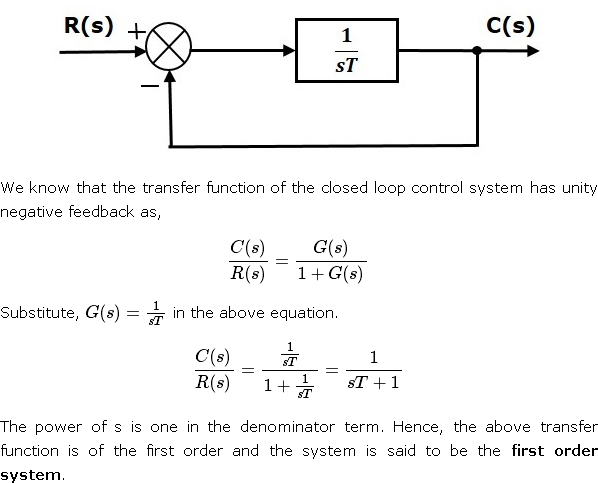 R(s) + 1/sT C(s)
−
We know that the transfer function of the closed loop control system has unity
negative feedback as,
C(s)/R(s) = G(s)/(1 + G(s))
Substitute, G(s) = 1/sT in the above equation.
C(s)/R(s) = (1/sT)/(1 + 1/sT) = 1/(sT + 1)
The power of s is one in the denominator term. Hence, the above transfer
function is of the first order and the system is said to be the first order
system.